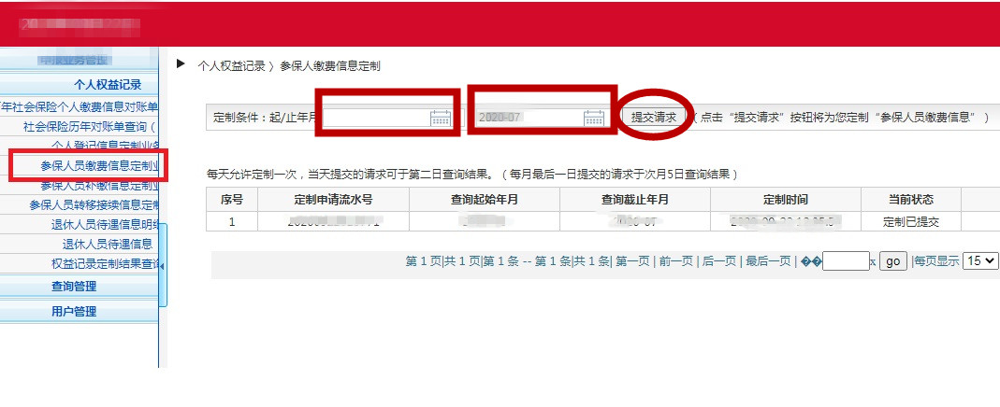 个人权益记录 〉参保人缴费信息定制
个人权益记录
年社会保险个人缴费信息对账单
社会保险历年对账单查询（
个人登记信息定制业务
参保人员缴费信息定制业
参保人员补缴信息定制业
参保人员转移接续信息定制
退休人员待遇信息明细
退休人员待遇信息
权益记录定制结果查询
查询管理
用户管理
定制条件：起/止年月 2020-07 提交请求 （点击“提交请求”按钮将为您定制“参保人员缴费信息”）
每天允许定制一次，当天提交的请求可于第二日查询结果。（每月最后一日提交的请求于次月5日查询结果）
序号 定制申请流水号 查询起始年月 查询截止年月 定制时间 当前状态
1 定制已提交
第 1 页|共 1 页|第 1 条 -- 第 1 条|共 1 条| 第一页 | 前一页 | 后一页 | 最后一页 | ��x go |每页显示 15